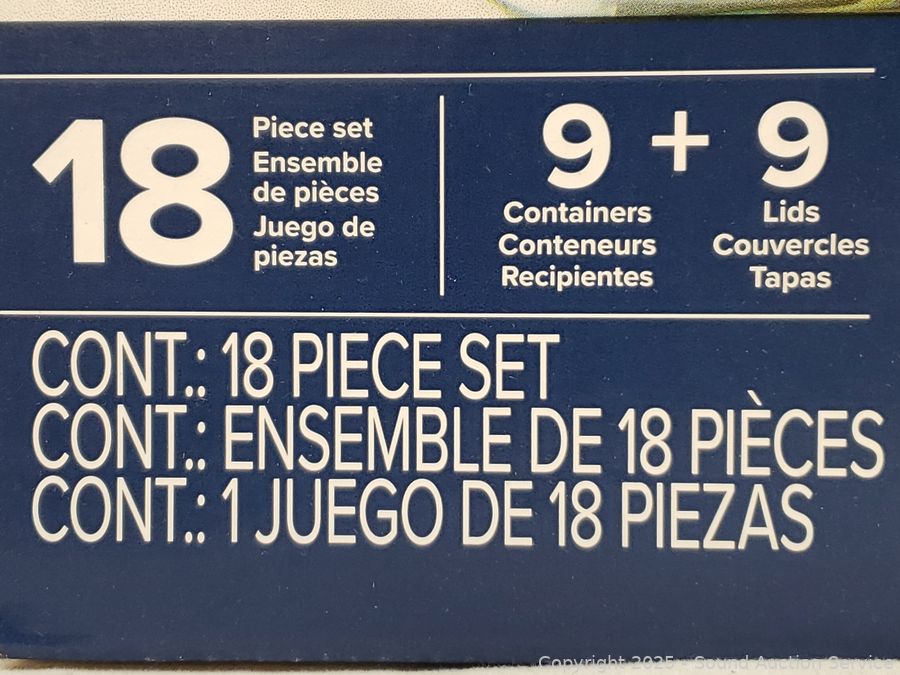 18
Piece set
Ensemble
de pièces
Juego de
piezas
9 + 9
Containers
Conteneurs
Recipientes
Lids
Couvercles
Tapas
CONT.: 18 PIECE SET
CONT.: ENSEMBLE DE 18 PIÈCES
CONT.: 1 JUEGO DE 18 PIEZAS
Copyright 2025 - Sound Auction Service